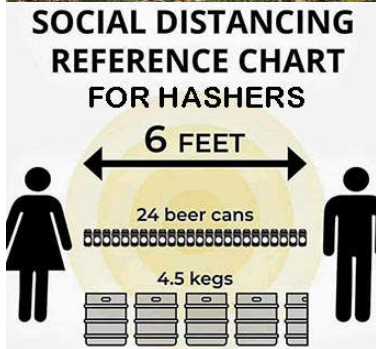 SOCIAL DISTANCING
REFERENCE CHART
FOR HASHERS
6 FEET
24 beer cans
4.5 kegs